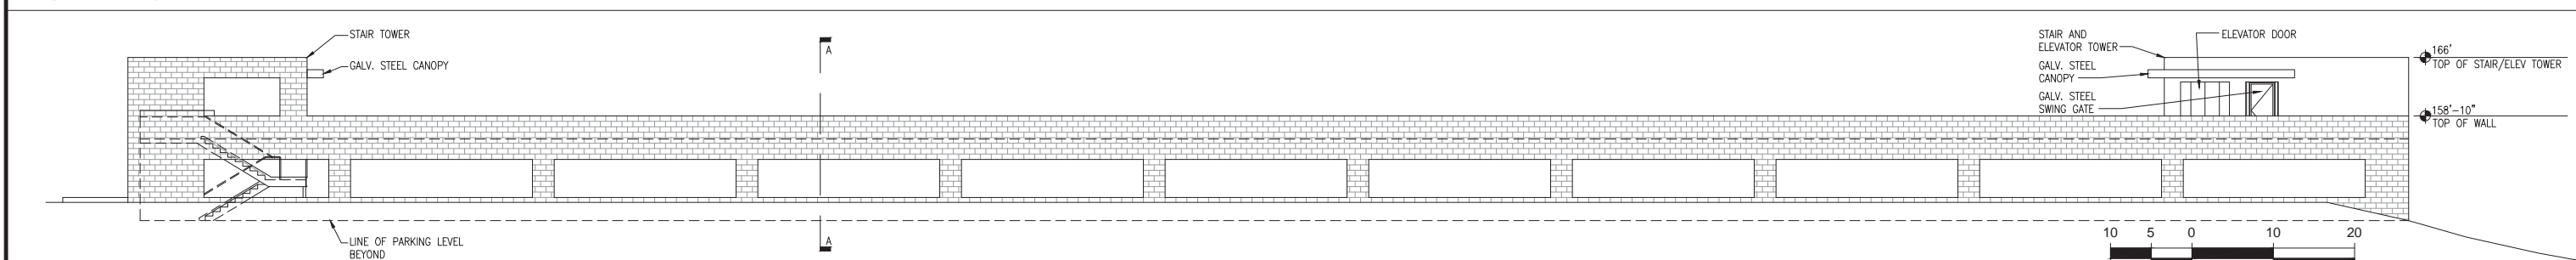 STAIR TOWER
GALV. STEEL CANOPY
A
STAIR AND
ELEVATOR TOWER
ELEVATOR DOOR
GALV. STEEL
CANOPY
GALV. STEEL
SWING GATE
166'
TOP OF STAIR/ELEV TOWER
158'-10"
TOP OF WALL
LINE OF PARKING LEVEL
BEYOND
A
10 5 0 10 20